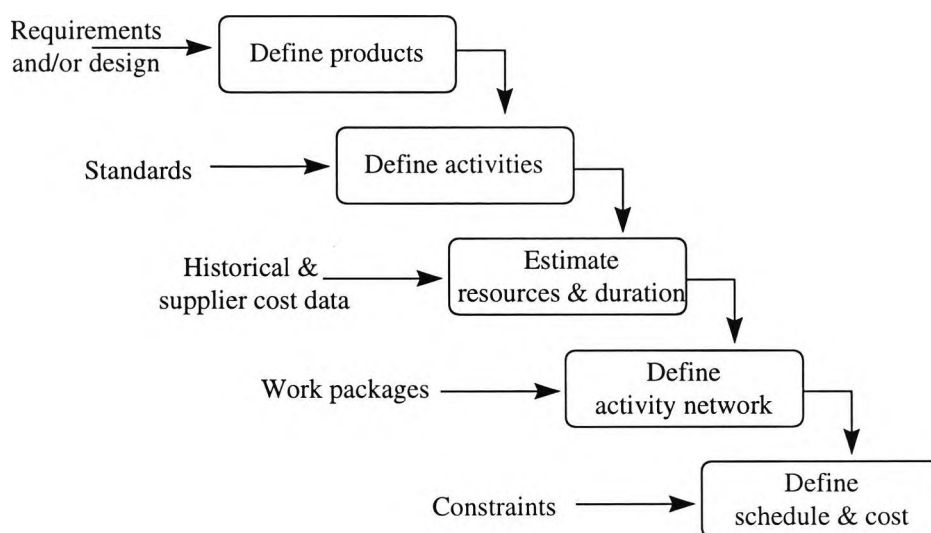 Requirements
and/or design
Define products
Standards
Define activities
Historical &
supplier cost data
Estimate
resources & duration
Work packages
Define
activity network
Constraints
Define
schedule & cost